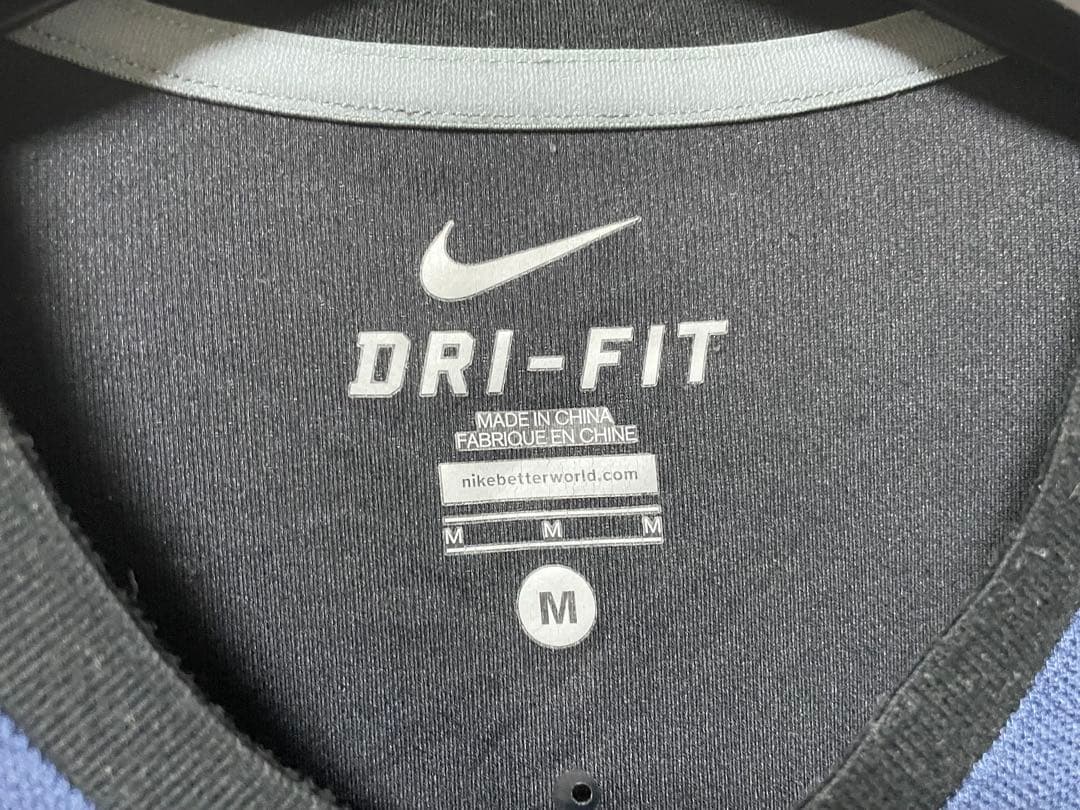 DRI-FIT
MADE IN CHINA
FABRIQUE EN CHINE
nikebetterworld.com
M M M
M